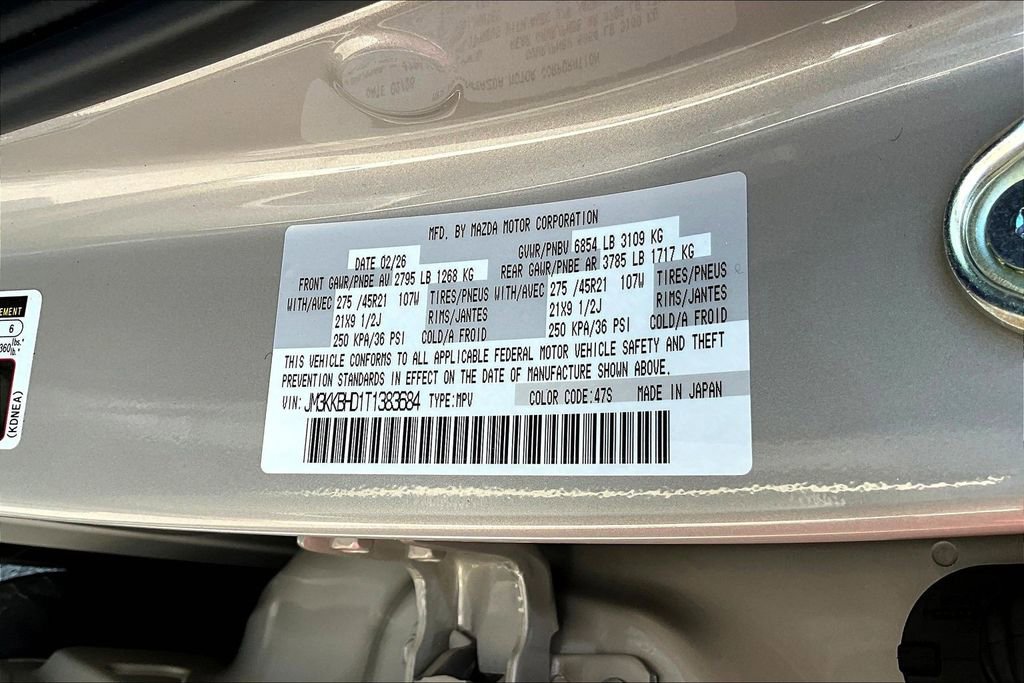 MFD. BY MAZDA MOTOR CORPORATION
DATE 02/26 GVWR/PNBV 6854 LB 3109 KG
FRONT GAWR/PNBE AV 2795 LB 1268 KG REAR GAWR/PNBE AR 3785 LB 1717 KG
WITH/AVEC 275 /45R21 107W TIRES/PNEUS WITH/AVEC 275 /45R21 107W TIRES/PNEUS
21X9 1/2J RIMS/JANTES 21X9 1/2J RIMS/JANTES
250 KPA/36 PSI COLD/A FROID 250 KPA/36 PSI COLD/A FROID
THIS VEHICLE CONFORMS TO ALL APPLICABLE FEDERAL MOTOR VEHICLE SAFETY AND THEFT
PREVENTION STANDARDS IN EFFECT ON THE DATE OF MANUFACTURE SHOWN ABOVE.
VIN: JM3KKBHD1T1383684 TYPE:MPV COLOR CODE:47S MADE IN JAPAN
EMENT
6
360 lbs.
(KDNEA)